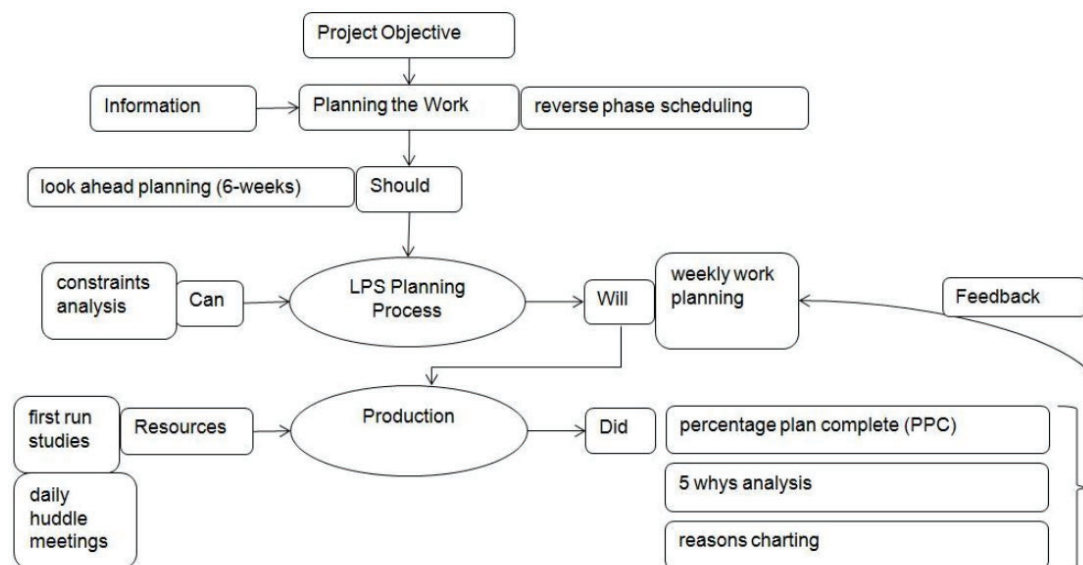 Project Objective
Information
Planning the Work
reverse phase scheduling
look ahead planning (6-weeks)
Should
constraints
analysis
Can
LPS Planning
Process
Will
weekly work
planning
Feedback
first run
studies
Resources
Production
Did
percentage plan complete (PPC)
daily
huddle
meetings
5 whys analysis
reasons charting